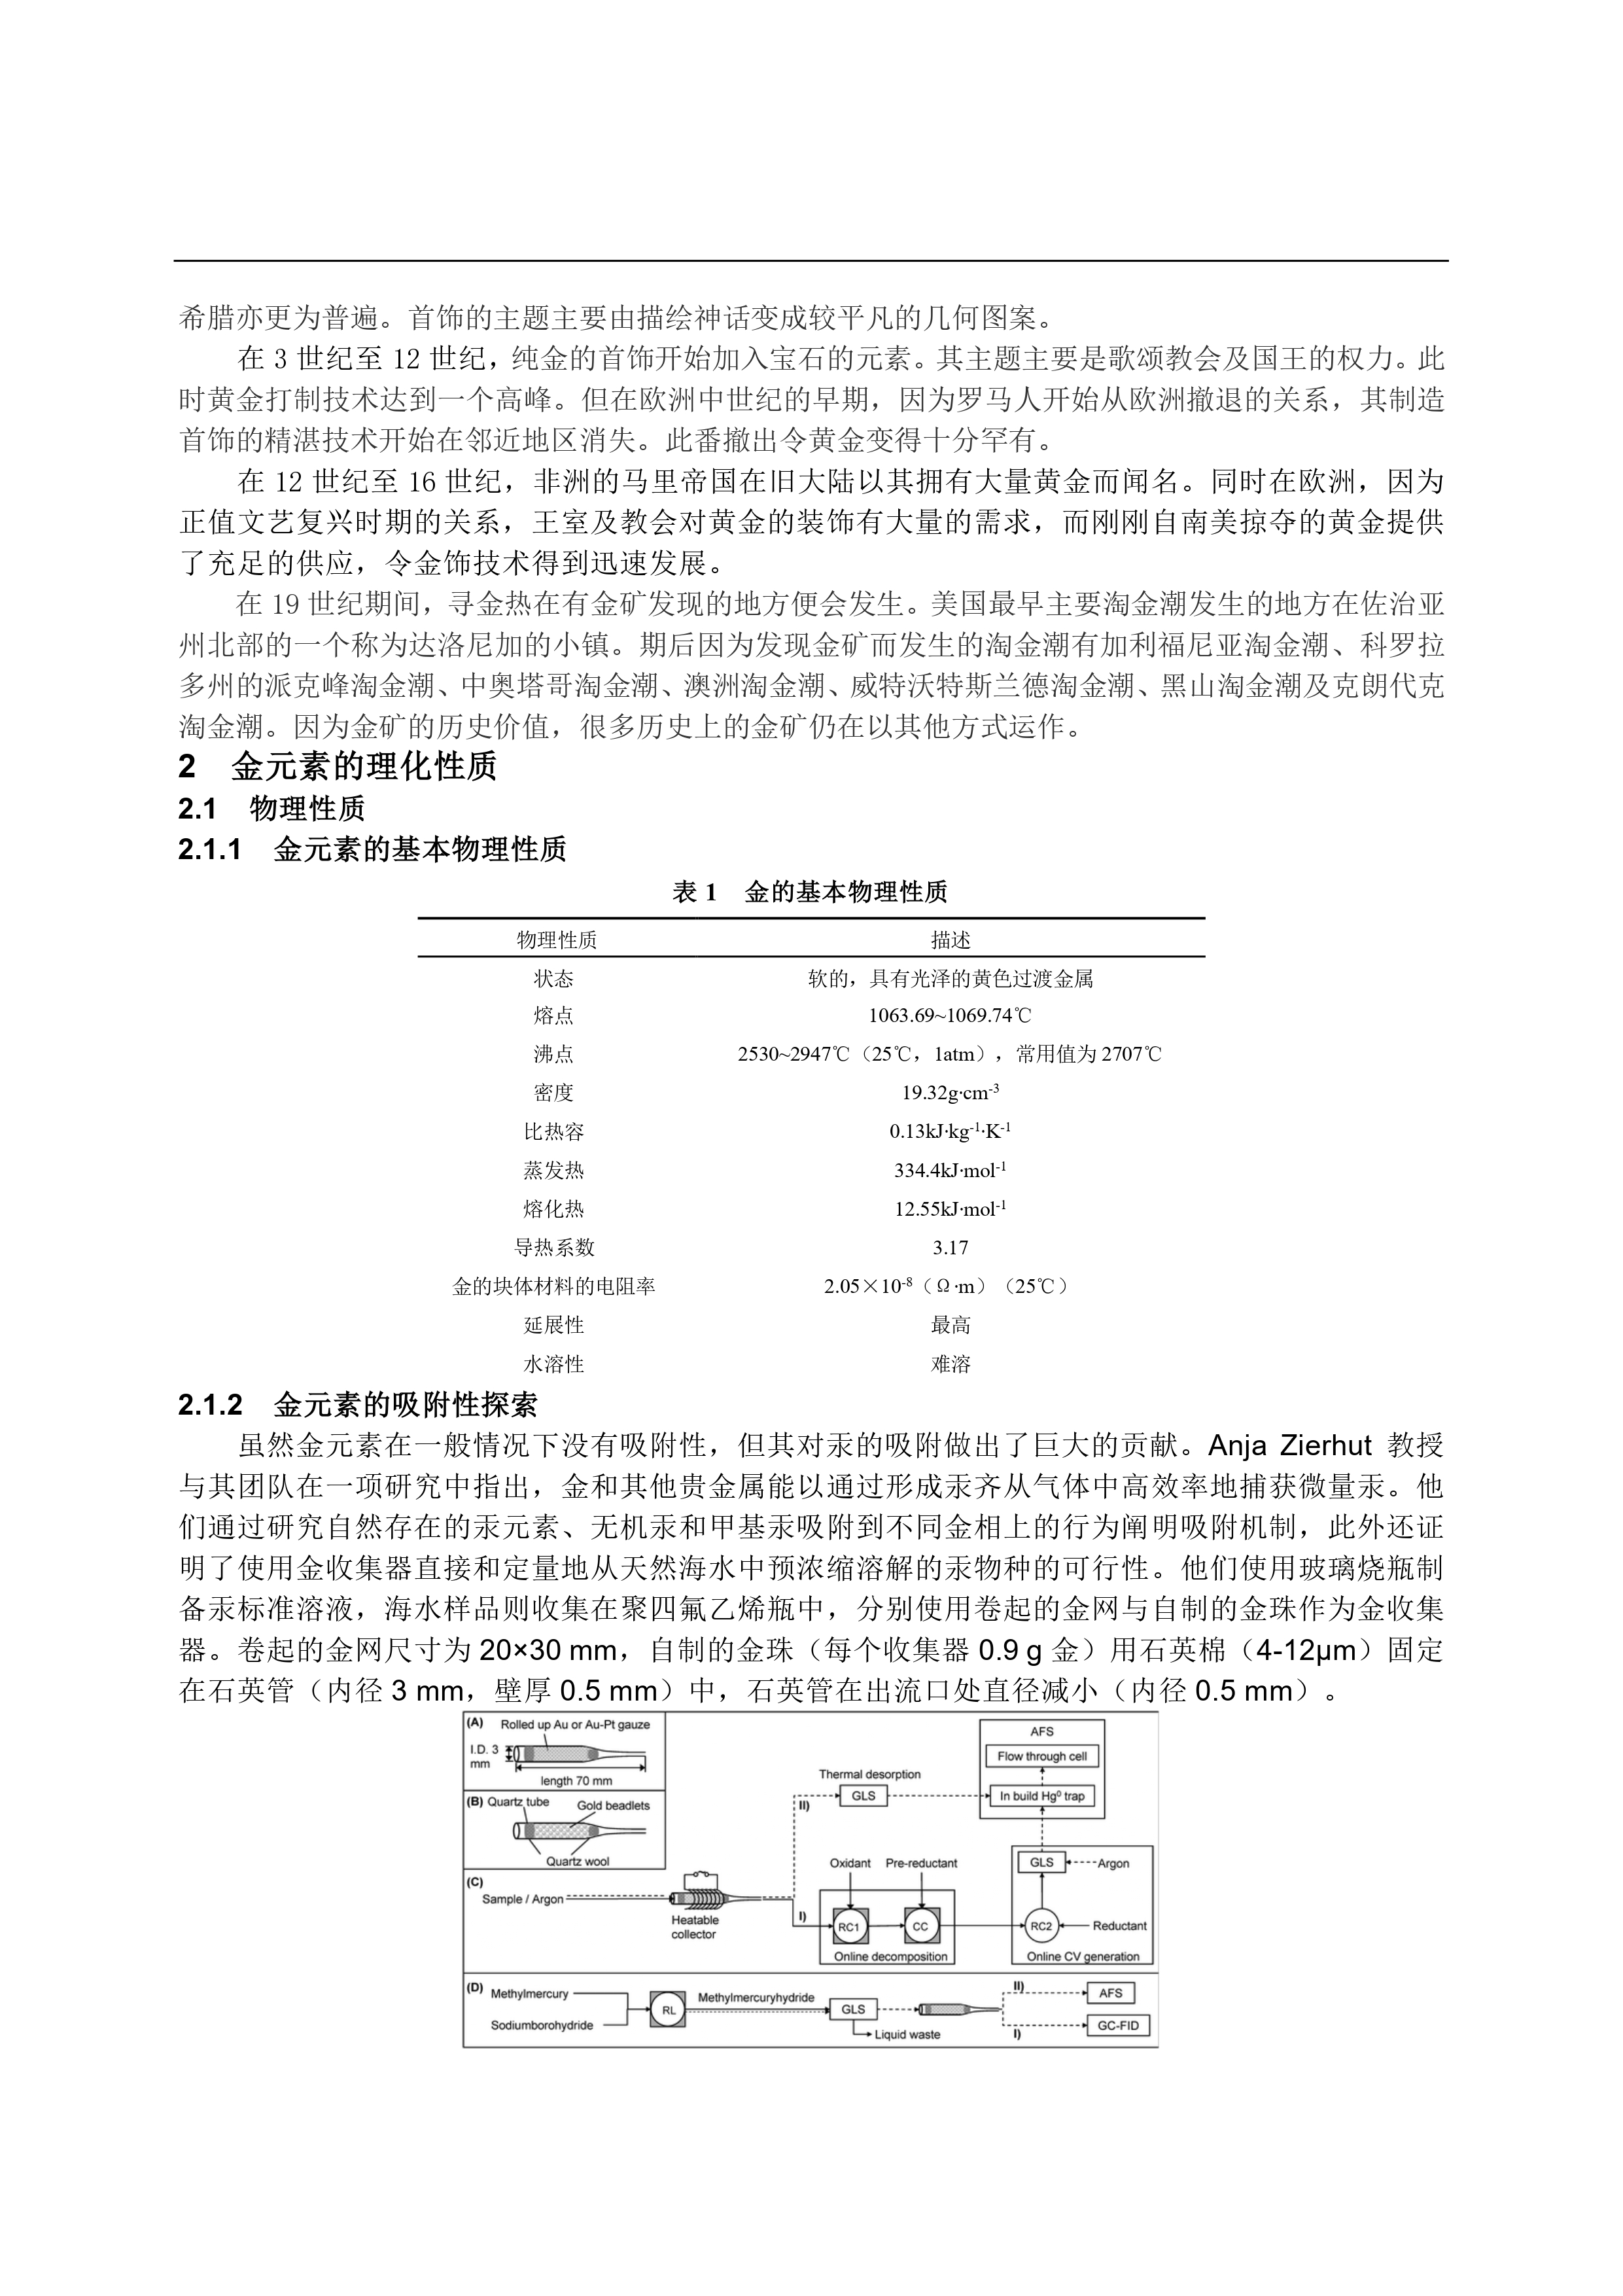 希腊亦更为普遍。首饰的主题主要由描绘神话变成较平凡的几何图案。
在 3 世纪至 12 世纪，纯金的首饰开始加入宝石的元素。其主题主要是歌颂教会及国王的权力。此
时黄金打制技术达到一个高峰。但在欧洲中世纪的早期，因为罗马人开始从欧洲撤退的关系，其制造
首饰的精湛技术开始在邻近地区消失。此番撤出令黄金变得十分罕有。
在 12 世纪至 16 世纪，非洲的马里帝国在旧大陆以其拥有大量黄金而闻名。同时在欧洲，因为
正值文艺复兴时期的关系，王室及教会对黄金的装饰有大量的需求，而刚刚自南美掠夺的黄金提供
了充足的供应，令金饰技术得到迅速发展。
在 19 世纪期间，寻金热在有金矿发现的地方便会发生。美国最早主要淘金潮发生的地方在佐治亚
州北部的一个称为达洛尼加的小镇。期后因为发现金矿而发生的淘金潮有加利福尼亚淘金潮、科罗拉
多州的派克峰淘金潮、中奥塔哥淘金潮、澳洲淘金潮、威特沃特斯兰德淘金潮、黑山淘金潮及克朗代克
淘金潮。因为金矿的历史价值，很多历史上的金矿仍在以其他方式运作。
2 金元素的理化性质
2.1 物理性质
2.1.1 金元素的基本物理性质
表 1 金的基本物理性质
物理性质 描述
状态 软的，具有光泽的黄色过渡金属
熔点 1063.69~1069.74℃
沸点 2530~2947℃（25℃，1atm），常用值为 2707℃
密度 19.32g·cm-3
比热容 0.13kJ·kg-1·K-1
蒸发热 334.4kJ·mol-1
熔化热 12.55kJ·mol-1
导热系数 3.17
金的块体材料的电阻率 2.05×10-8（Ω·m）（25℃）
延展性 最高
水溶性 难溶
2.1.2 金元素的吸附性探索
虽然金元素在一般情况下没有吸附性，但其对汞的吸附做出了巨大的贡献。Anja Zierhut 教授
与其团队在一项研究中指出，金和其他贵金属能以通过形成汞齐从气体中高效率地捕获微量汞。他
们通过研究自然存在的汞元素、无机汞和甲基汞吸附到不同金相上的行为阐明吸附机制，此外还证
明了使用金收集器直接和定量地从天然海水中预浓缩溶解的汞物种的可行性。他们使用玻璃烧瓶制
备汞标准溶液，海水样品则收集在聚四氟乙烯瓶中，分别使用卷起的金网与自制的金珠作为金收集
器。卷起的金网尺寸为 20×30 mm，自制的金珠（每个收集器 0.9 g 金）用石英棉（4-12μm）固定
在石英管（内径 3 mm，壁厚 0.5 mm）中，石英管在出流口处直径减小（内径 0.5 mm）。
(A) Rolled up Au or Au-Pt gauze
I.D. 3
mm
length 70 mm
(B) Quartz tube Gold beadlets
Quartz wool
(C)
Sample / Argon
Heatable
collector
II)
I)
Thermal desorption
GLS
AFS
Flow through cell
In build Hg0 trap
Oxidant Pre-reductant
RC1 CC
Online decomposition
GLS Argon
RC2 Reductant
Online CV generation
(D) Methylmercury
Sodiumborohydride
RL
Methylmercuryhydride
GLS
Liquid waste
II) AFS
I) GC-FID